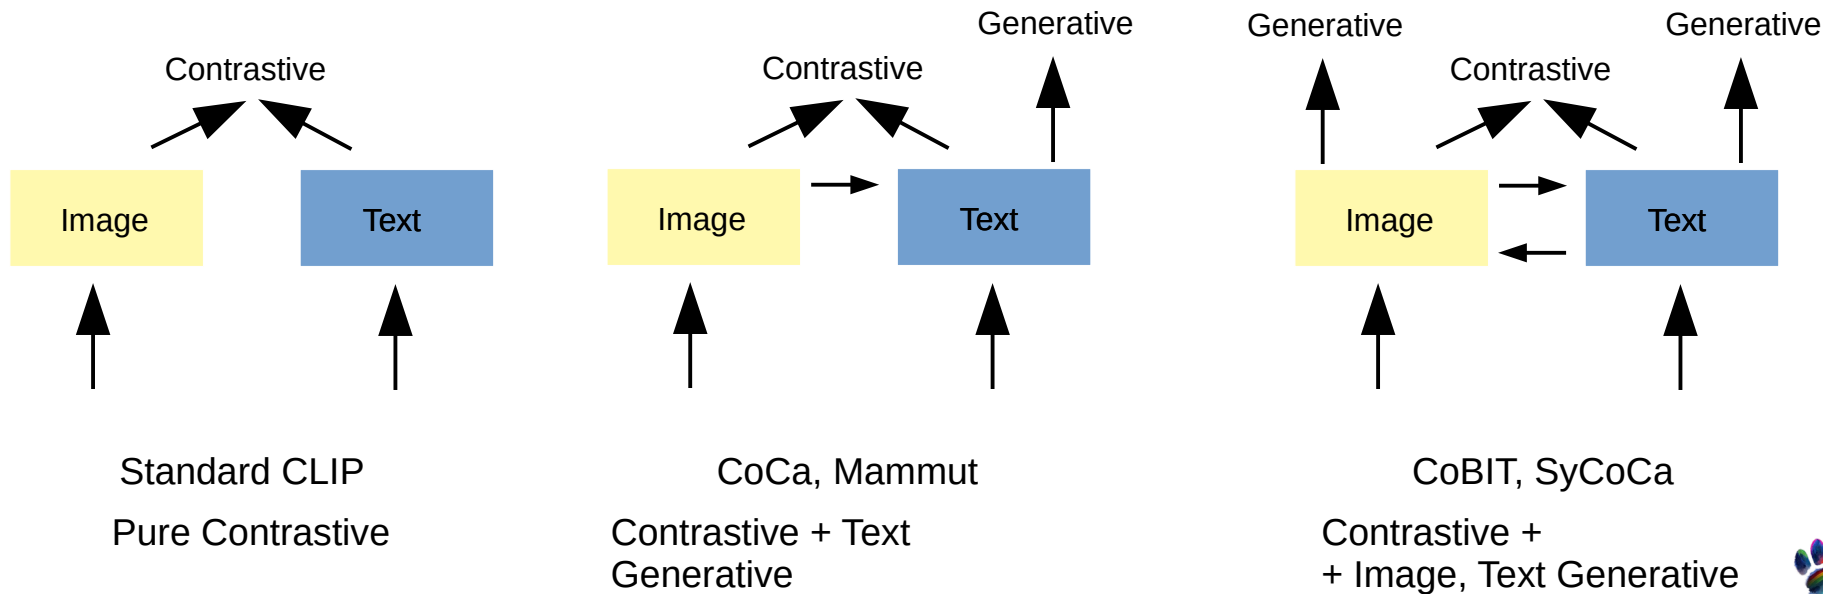 Contrastive
Image
Text
Standard CLIP
Pure Contrastive
Generative
Contrastive
Image
Text
CoCa, Mammut
Contrastive + Text
Generative
Generative
Generative
Contrastive
Image
Text
CoBIT, SyCoCa
Contrastive +
+ Image, Text Generative